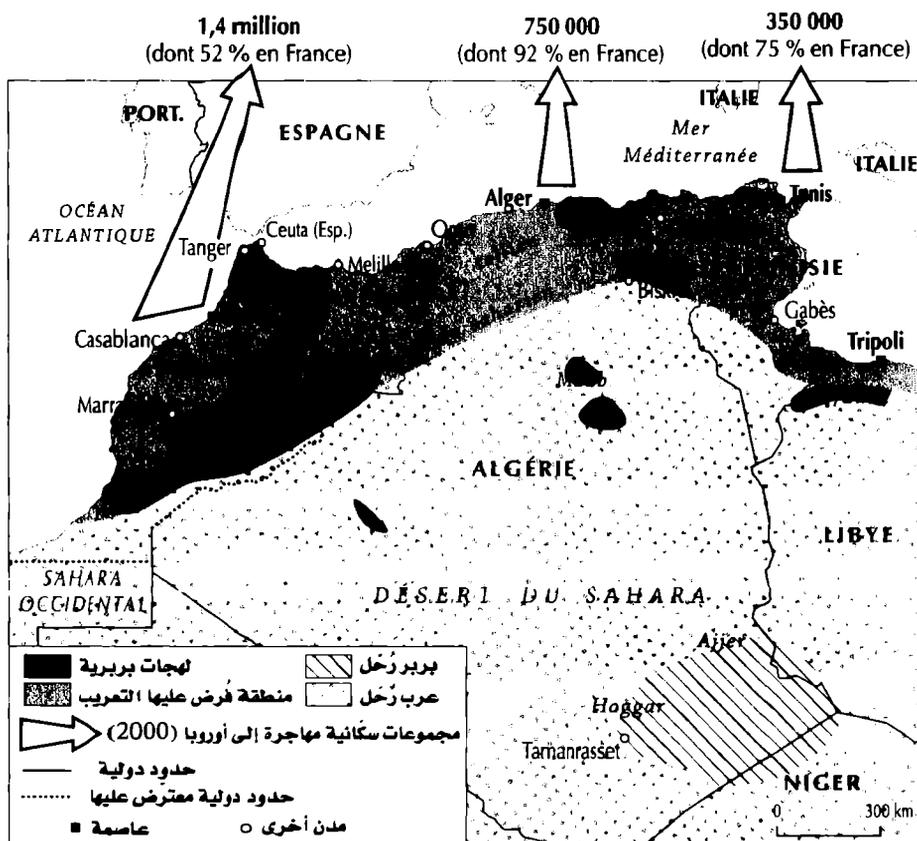 1,4 million
(dont 52 % en France)
750 000
(dont 92 % en France)
350 000
(dont 75 % en France)
PORT.
ESPAGNE
ITALIE
Mer
Méditerranée
ITALIE
OCÉAN
ATLANTIQUE
Alger
Tunis
Tanger
Ceuta (Esp.)
Gabès
Casablanca
Tripoli
ALGÉRIE
LIBYE
SAHARA
OCCIDENTAL
DÉSERT DU SAHARA
Ajjer
Hoggar
Tamanrasset
NIGER
0 300 km
لهجات بربرية
بربر رُحّل
منطقة فُرض عليها التعريب
عرب رُحّل
مجموعات سكّانية مهاجرة إلى أوروبا (2000)
حدود دولية
حدود دولية معترض عليها
عاصمة
مدن أخرى